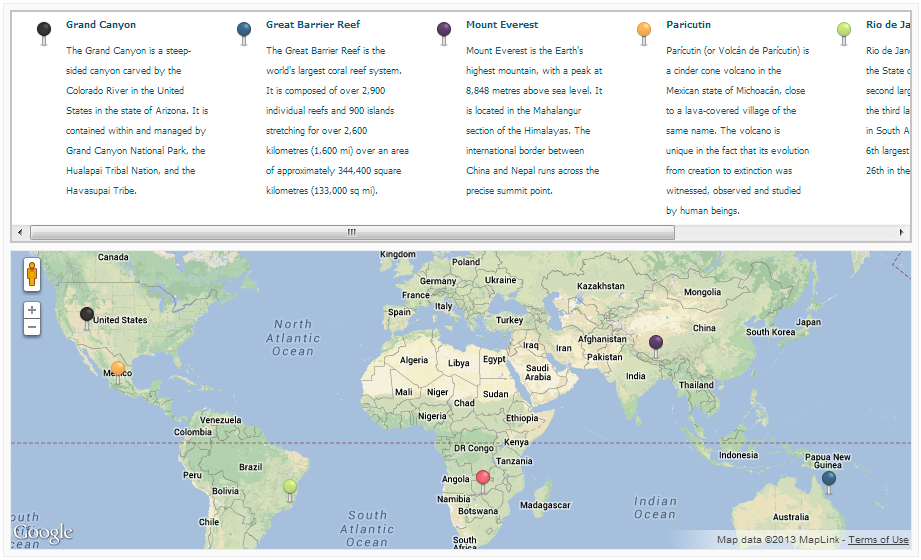 Grand Canyon
The Grand Canyon is a steep-
sided canyon carved by the
Colorado River in the United
States in the state of Arizona. It is
contained within and managed by
Grand Canyon National Park, the
Hualapai Tribal Nation, and the
Havasupai Tribe.
Great Barrier Reef
The Great Barrier Reef is the
world's largest coral reef system.
It is composed of over 2,900
individual reefs and 900 islands
stretching for over 2,600
kilometres (1,600 mi) over an area
of approximately 344,400 square
kilometres (133,000 sq mi).
Mount Everest
Mount Everest is the Earth's
highest mountain, with a peak at
8,848 metres above sea level. It
is located in the Mahalangur
section of the Himalayas. The
international border between
China and Nepal runs across the
precise summit point.
Paricutin
Parícutin (or Volcán de Parícutin) is
a cinder cone volcano in the
Mexican state of Michoacán, close
to a lava-covered village of the
same name. The volcano is
unique in the fact that its evolution
from creation to extinction was
witnessed, observed and studied
by human beings.
Rio de Ja
Rio de Jan
the State o
second larg
the third la
in South A
6th largest
26th in the
Canada
United States
Mexico
North
Atlantic
Ocean
Kingdom
Poland
Germany
Ukraine
France
Italy
Spain
Turkey
Kazakhstan
Mongolia
China
Japan
South Korea
Afghanistan
Iraq
Iran
Pakistan
Algeria
Libya
Egypt
Saudi
Arabia
India
Thailand
Mali
Niger
Chad
Sudan
Nigeria
Ethiopia
Venezuela
Colombia
DR Congo
Kenya
Tanzania
Indonesia
Papua New
Guinea
Peru
Brazil
Bolivia
Angola
Namibia
Botswana
Madagascar
Indian
Ocean
Australia
Chile
South
Atlantic
Ocean
South
Africa
outh
cific
ean
Google
Map data ©2013 MapLink - Terms of Use